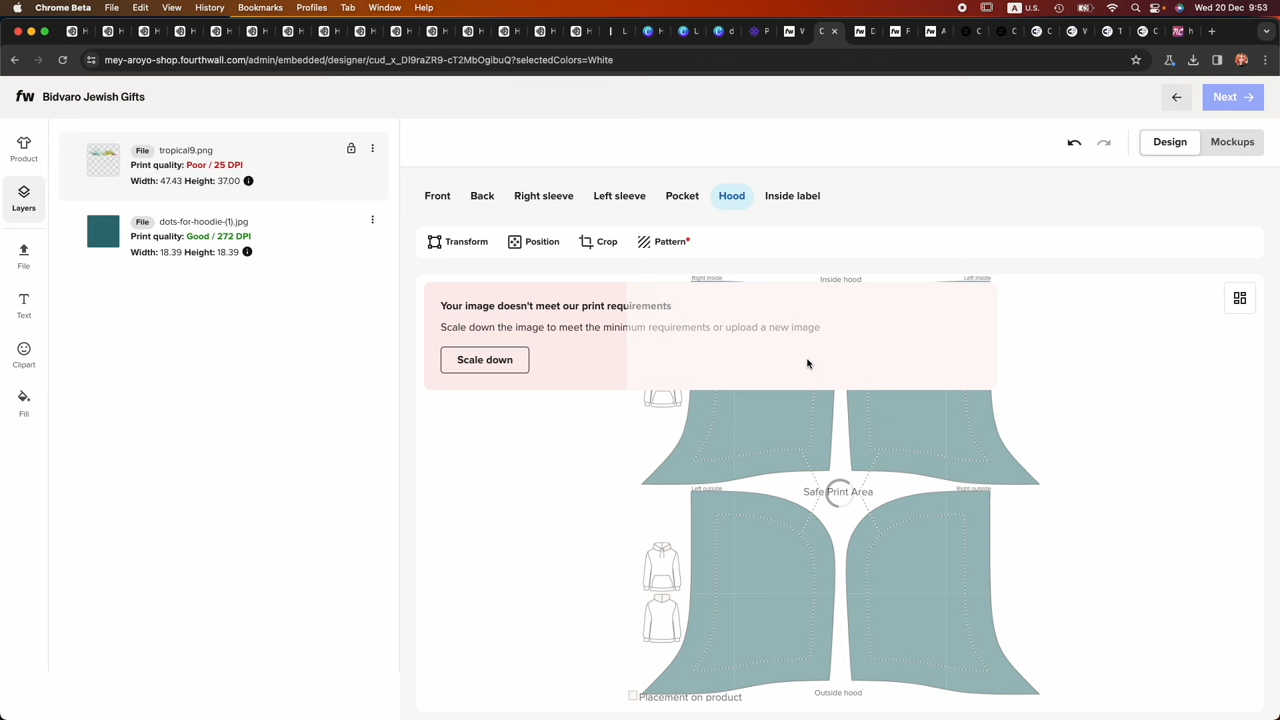 Chrome Beta File Edit View History Bookmarks Profiles Tab Window Help
A U.S. Wed 20 Dec 9:53
mey-aroyo-shop.fourthwall.com/admin/embedded/designer/cud_x_DI9raZR9-cT2MbOgibuQ?selectedColors=White
fw Bidvaro Jewish Gifts
Next
Design Mockups
Product
Layers
File
Text
Clipart
Fill
File tropical9.png
Print quality: Poor / 25 DPI
Width: 47.43 Height: 37.00
File dots-for-hoodie-(1).jpg
Print quality: Good / 272 DPI
Width: 18.39 Height: 18.39
Front Back Right sleeve Left sleeve Pocket Hood Inside label
Transform Position Crop Pattern
Right inside Inside hood Left inside
Your image doesn't meet our print requirements
Scale down the image to meet the minimum requirements or upload a new image
Scale down
Left outside Safe Print Area Right outside
Outside hood
Placement on product